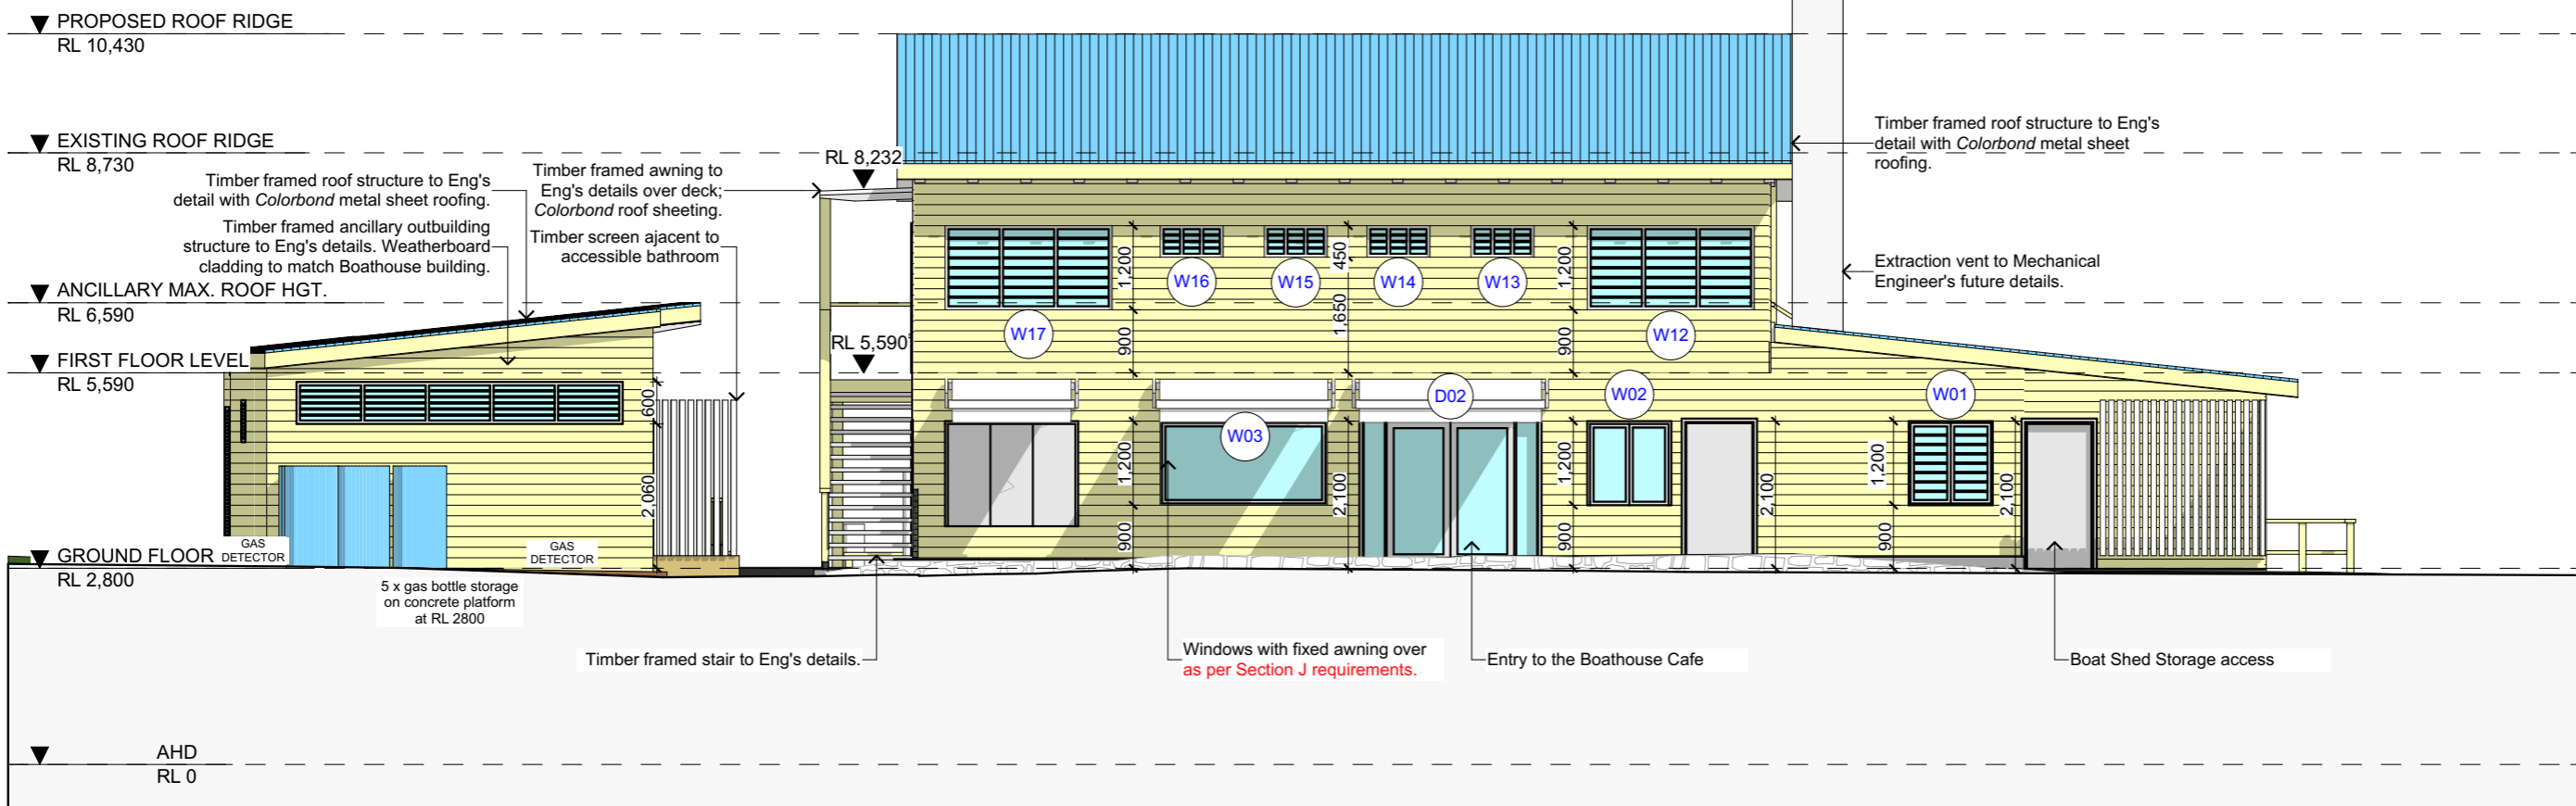 PROPOSED ROOF RIDGE
RL 10,430
EXISTING ROOF RIDGE
RL 8,730
Timber framed roof structure to Eng's
detail with Colorbond metal sheet roofing.
Timber framed ancillary outbuilding
structure to Eng's details. Weatherboard
cladding to match Boathouse building.
Timber framed awning to
Eng's details over deck;
Colorbond roof sheeting.
Timber screen ajacent to
accessible bathroom
RL 8,232
Timber framed roof structure to Eng's
detail with Colorbond metal sheet
roofing.
Extraction vent to Mechanical
Engineer's future details.
ANCILLARY MAX. ROOF HGT.
RL 6,590
FIRST FLOOR LEVEL
RL 5,590
RL 5,590
1,200
900
450
1,650
1,200
900
W17
W16
W15
W14
W13
W12
W03
D02
W02
W01
600
2,060
1,200
900
2,100
1,200
900
2,100
1,200
900
2,100
GROUND FLOOR
RL 2,800
GAS
DETECTOR
GAS
DETECTOR
5 x gas bottle storage
on concrete platform
at RL 2800
Timber framed stair to Eng's details.
Windows with fixed awning over
as per Section J requirements.
Entry to the Boathouse Cafe
Boat Shed Storage access
AHD
RL 0